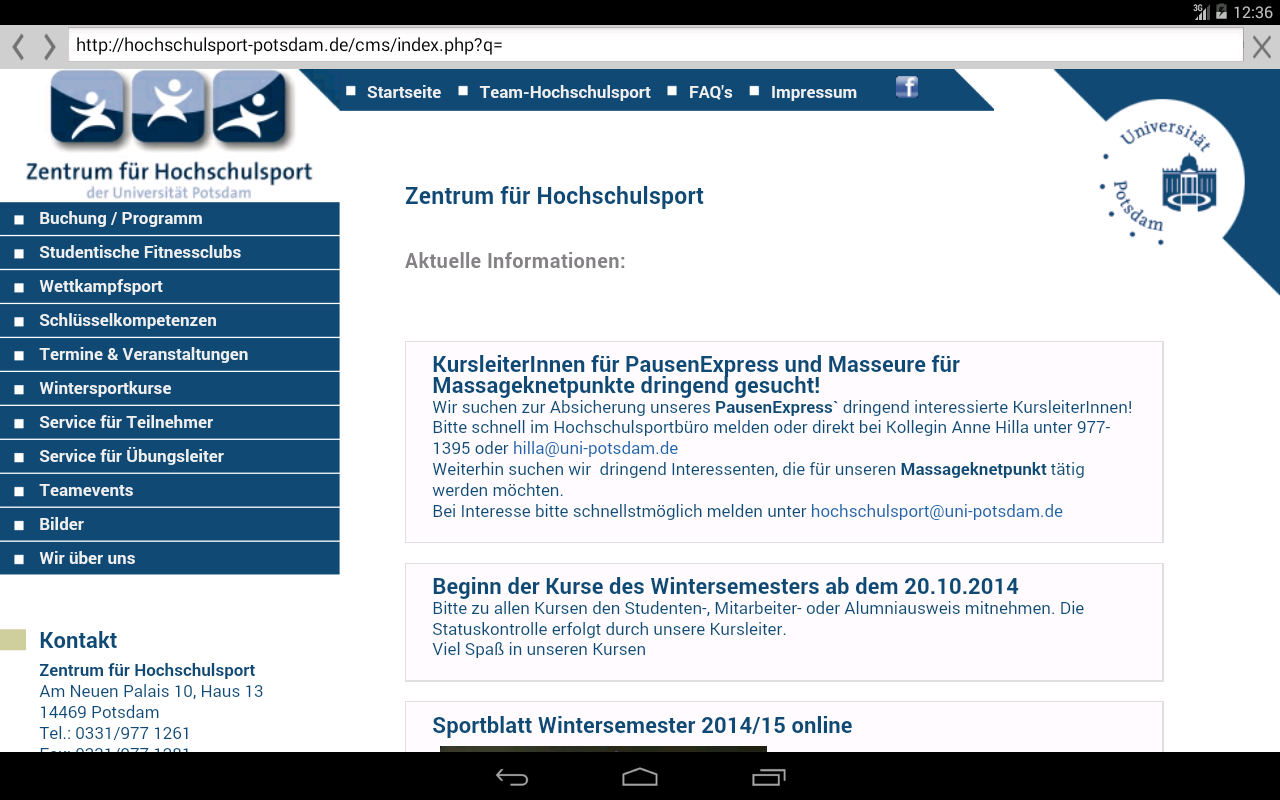 3G 12:36
http://hochschulsport-potsdam.de/cms/index.php?q=
Startseite Team-Hochschulsport FAQ's Impressum f
Zentrum für Hochschulsport
der Universität Potsdam
Universität
Potsdam
Buchung / Programm
Studentische Fitnessclubs
Wettkampfsport
Schlüsselkompetenzen
Termine & Veranstaltungen
Wintersportkurse
Service für Teilnehmer
Service für Übungsleiter
Teamevents
Bilder
Wir über uns
Kontakt
Zentrum für Hochschulsport
Am Neuen Palais 10, Haus 13
14469 Potsdam
Tel.: 0331/977 1261
Zentrum für Hochschulsport
Aktuelle Informationen:
KursleiterInnen für PausenExpress und Masseure für
Massageknetpunkte dringend gesucht!
Wir suchen zur Absicherung unseres PausenExpress` dringend interessierte KursleiterInnen!
Bitte schnell im Hochschulsportbüro melden oder direkt bei Kollegin Anne Hilla unter 977-
1395 oder hilla@uni-potsdam.de
Weiterhin suchen wir dringend Interessenten, die für unseren Massageknetpunkt tätig
werden möchten.
Bei Interesse bitte schnellstmöglich melden unter hochschulsport@uni-potsdam.de
Beginn der Kurse des Wintersemesters ab dem 20.10.2014
Bitte zu allen Kursen den Studenten-, Mitarbeiter- oder Alumniausweis mitnehmen. Die
Statuskontrolle erfolgt durch unsere Kursleiter.
Viel Spaß in unseren Kursen
Sportblatt Wintersemester 2014/15 online